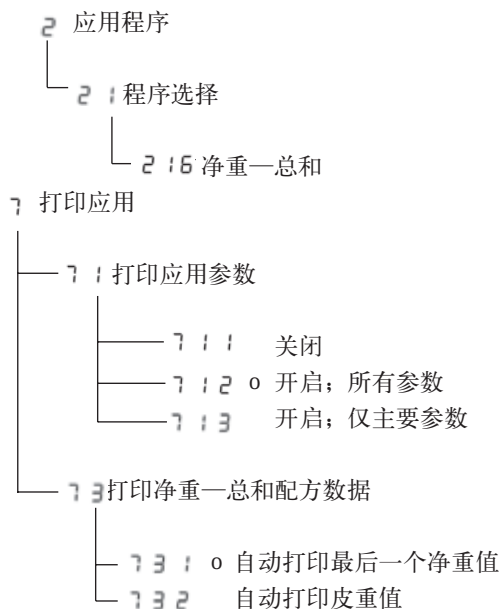 2 应用程序
2 1 程序选择
2 1 6 净重—总和
7 打印应用
7 1 打印应用参数
7 1 1 关闭
7 1 2 o 开启；所有参数
7 1 3 开启；仅主要参数
7 3 打印净重—总和配方数据
7 3 1 o 自动打印最后一个净重值
7 3 2 自动打印皮重值